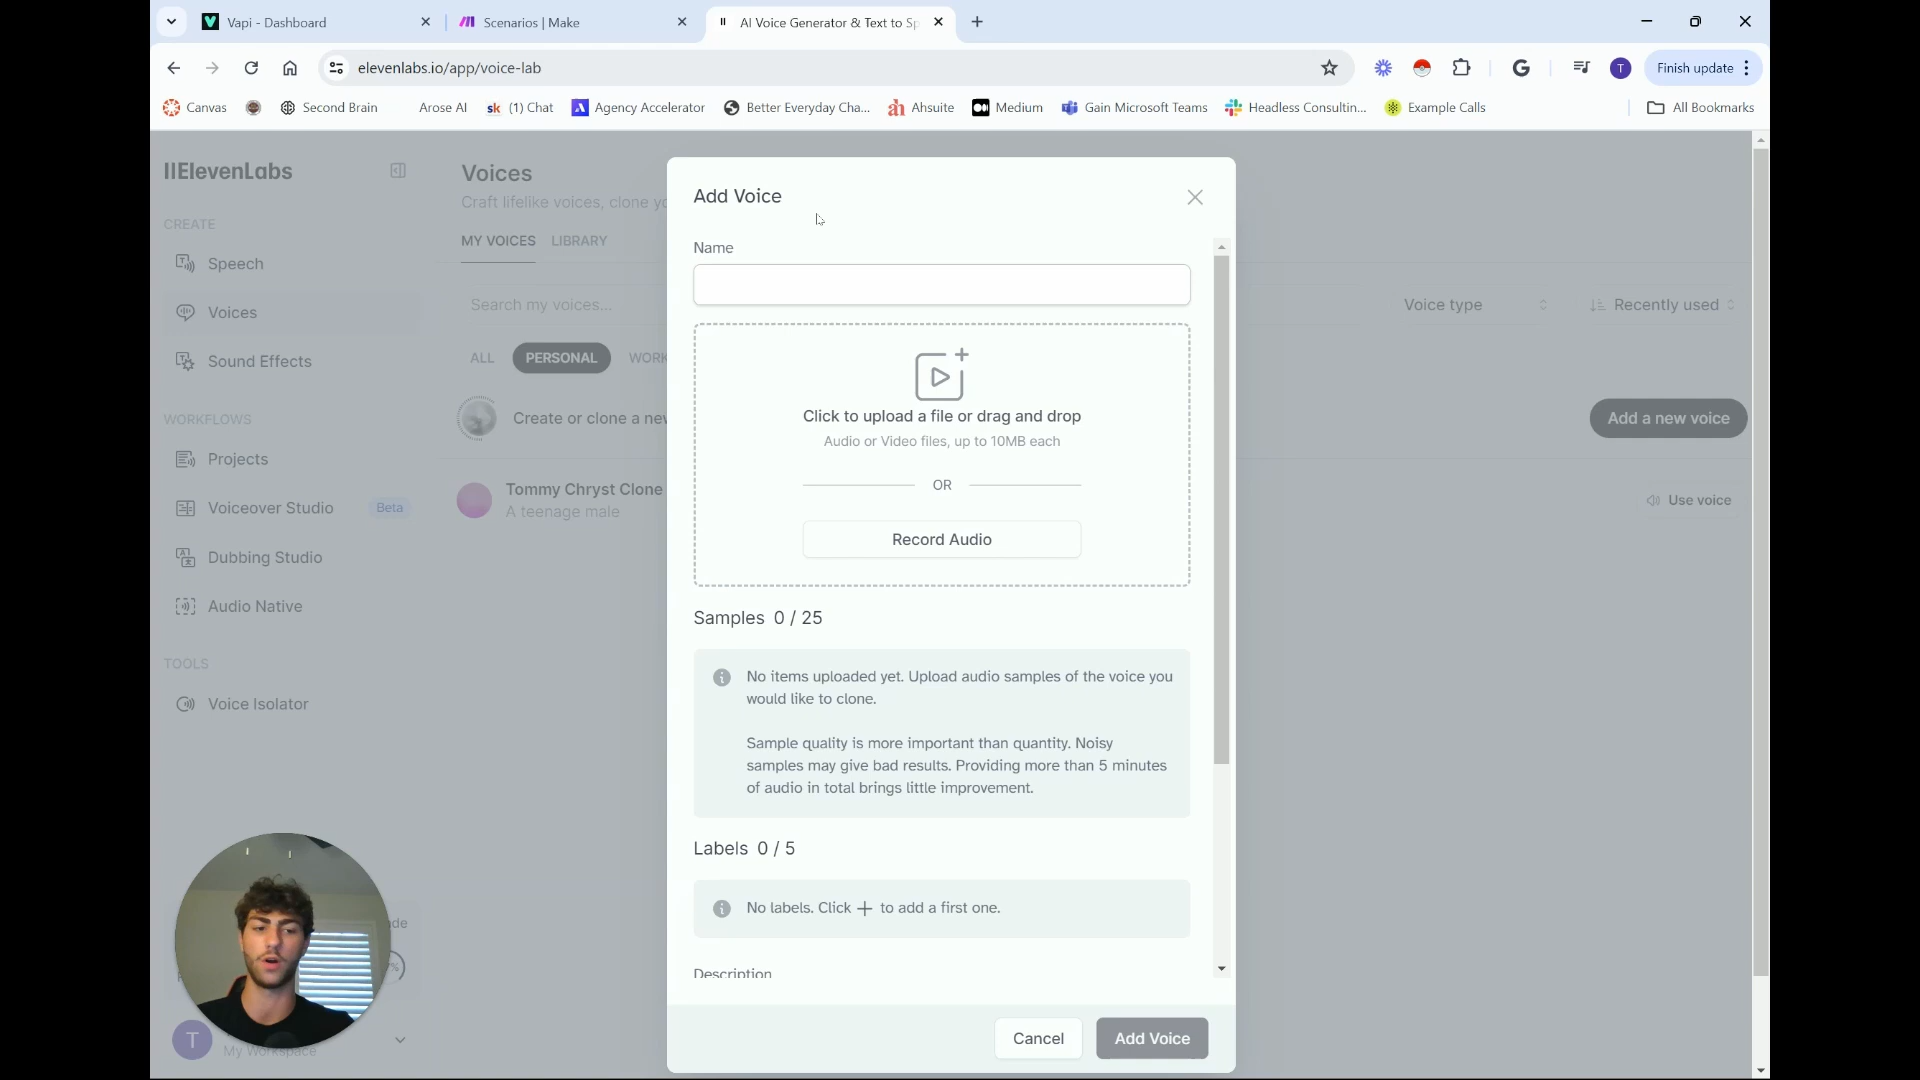 Vapi - Dashboard
Scenarios | Make
AI Voice Generator & Text to Sp
elevenlabs.io/app/voice-lab
T
Finish update
Canvas
Second Brain
Arose AI
sk (1) Chat
Agency Accelerator
Better Everyday Cha...
Ahsuite
Medium
Gain Microsoft Teams
Headless Consultin...
Example Calls
All Bookmarks
IIElevenLabs
CREATE
Speech
Voices
Sound Effects
WORKFLOWS
Projects
Voiceover Studio Beta
Dubbing Studio
Audio Native
TOOLS
Voice Isolator
T
My Workspace
Voices
Craft lifelike voices, clone yo
MY VOICES LIBRARY
Search my voices...
Voice type
Recently used
ALL PERSONAL WORK
Create or clone a new
Add a new voice
Tommy Chryst Clone
A teenage male
Use voice
Add Voice
Name
Click to upload a file or drag and drop
Audio or Video files, up to 10MB each
OR
Record Audio
Samples 0 / 25
No items uploaded yet. Upload audio samples of the voice you
would like to clone.
Sample quality is more important than quantity. Noisy
samples may give bad results. Providing more than 5 minutes
of audio in total brings little improvement.
Labels 0 / 5
No labels. Click + to add a first one.
Description
Cancel
Add Voice